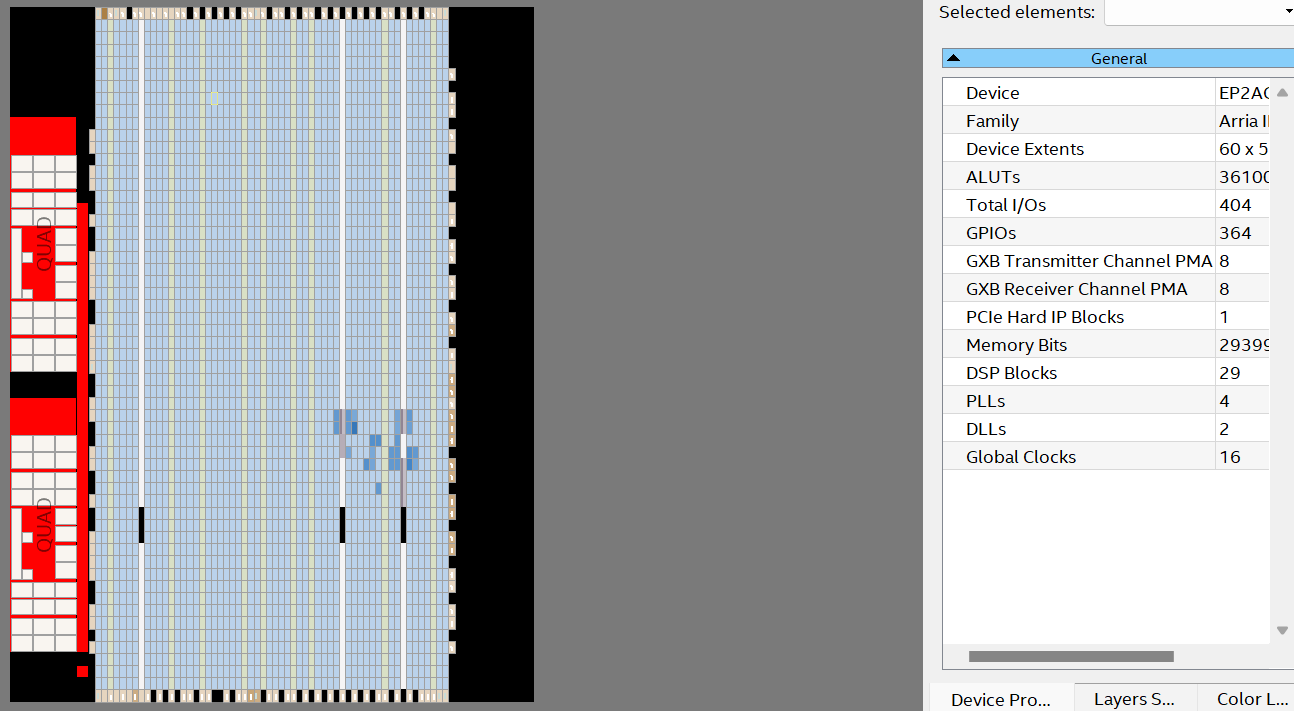 Selected elements:
General
Device EP2AG
Family Arria II
Device Extents 60 x 5
ALUTs 36100
Total I/Os 404
GPIOs 364
GXB Transmitter Channel PMA 8
GXB Receiver Channel PMA 8
PCIe Hard IP Blocks 1
Memory Bits 29399
DSP Blocks 29
PLLs 4
DLLs 2
Global Clocks 16
QUAD
QUAD
Device Pro... Layers S... Color L...